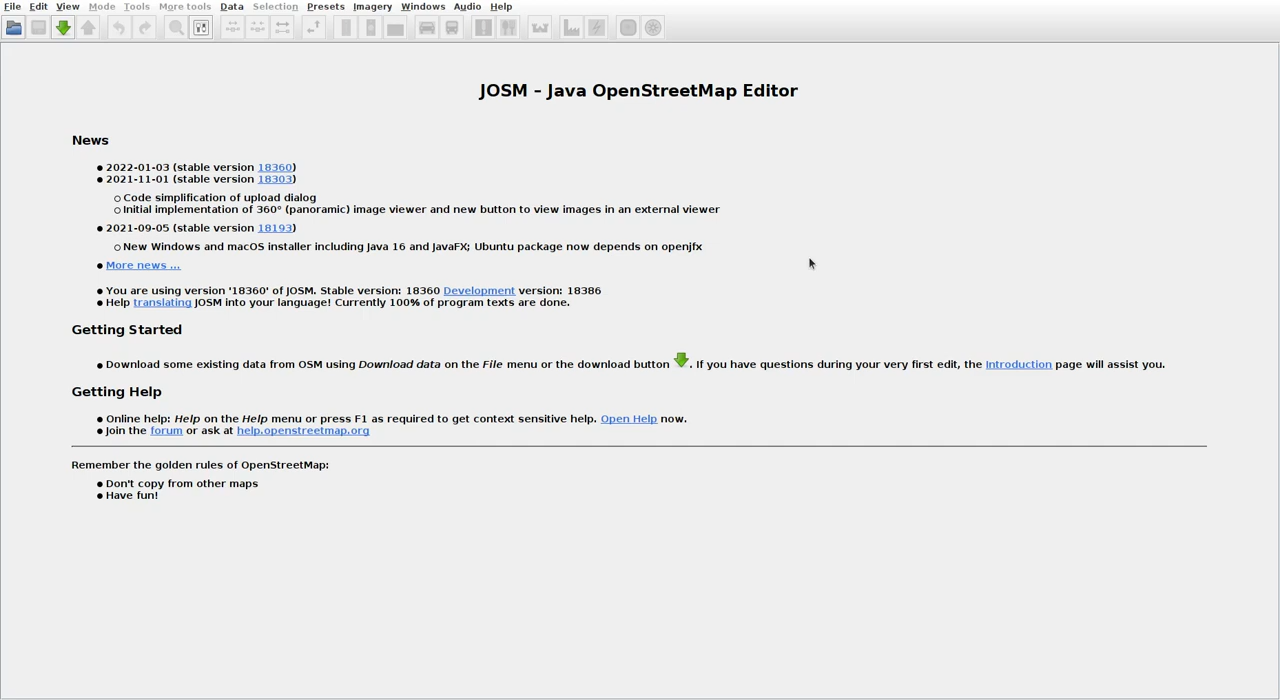 File Edit View Mode Tools More tools Data Selection Presets Imagery Windows Audio Help
JOSM – Java OpenStreetMap Editor
News
2022-01-03 (stable version 18360)
2021-11-01 (stable version 18303)
Code simplification of upload dialog
Initial implementation of 360° (panoramic) image viewer and new button to view images in an external viewer
2021-09-05 (stable version 18193)
New Windows and macOS installer including Java 16 and JavaFX; Ubuntu package now depends on openjfx
More news ...
You are using version '18360' of JOSM. Stable version: 18360 Development version: 18386
Help translating JOSM into your language! Currently 100% of program texts are done.
Getting Started
Download some existing data from OSM using Download data on the File menu or the download button . If you have questions during your very first edit, the Introduction page will assist you.
Getting Help
Online help: Help on the Help menu or press F1 as required to get context sensitive help. Open Help now.
Join the forum or ask at help.openstreetmap.org
Remember the golden rules of OpenStreetMap:
Don't copy from other maps
Have fun!